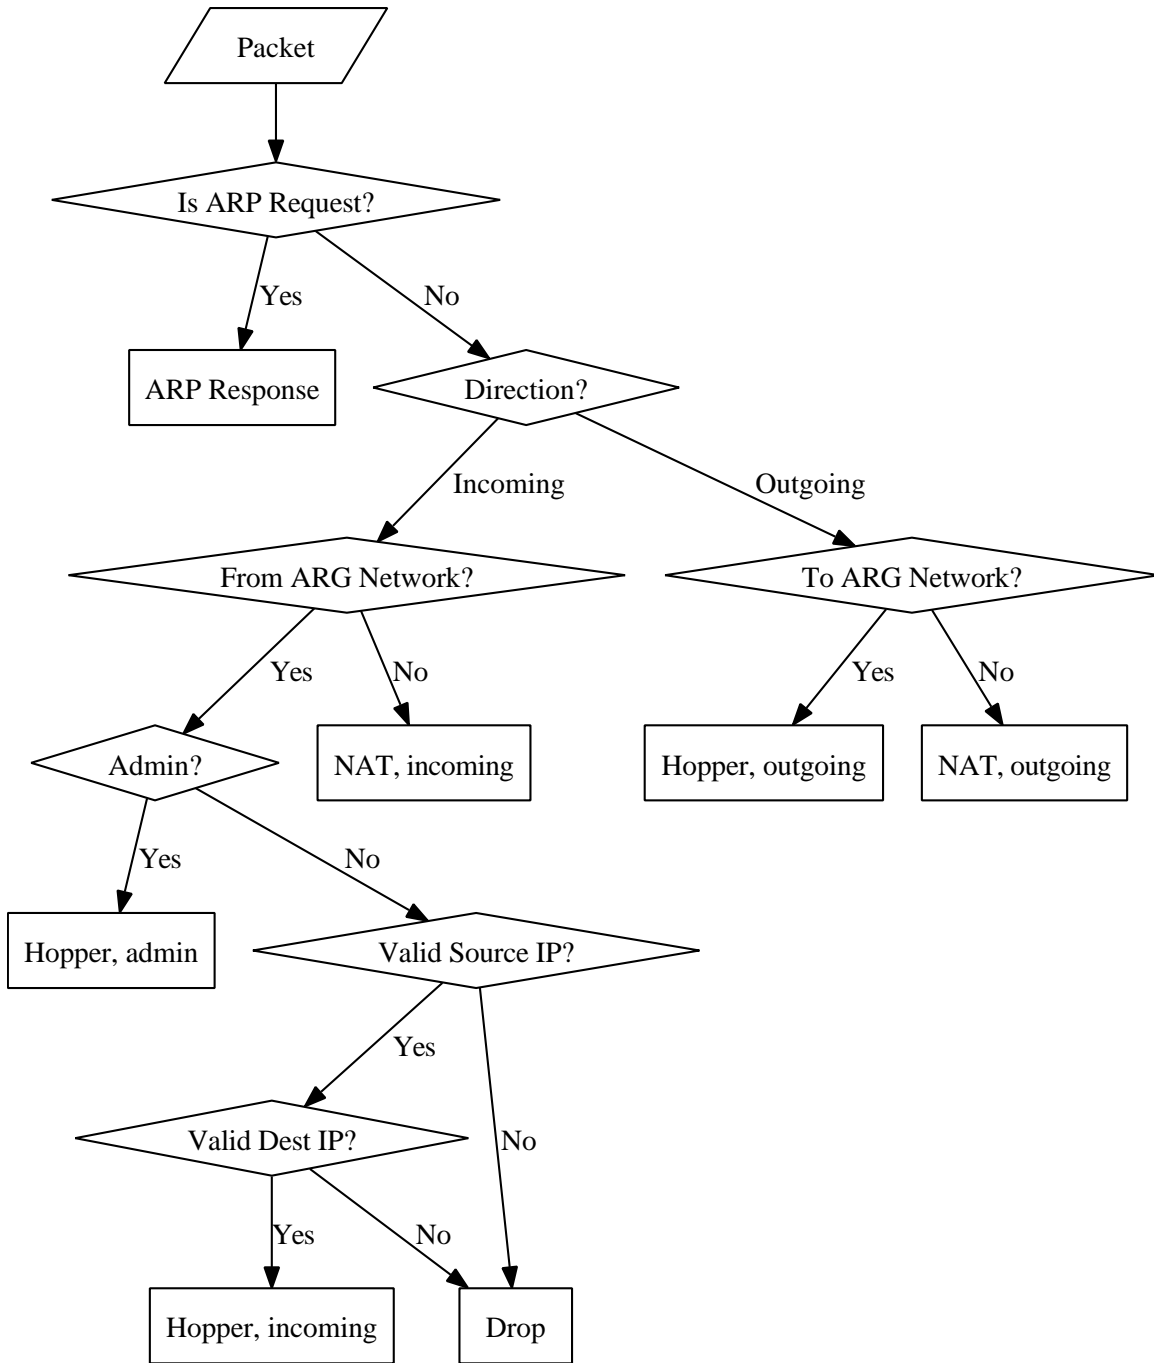 Packet
Is ARP Request?
Yes
No
ARP Response
Direction?
Incoming
Outgoing
From ARG Network?
To ARG Network?
Yes
No
Yes
No
Admin?
NAT, incoming
Hopper, outgoing
NAT, outgoing
Yes
No
Hopper, admin
Valid Source IP?
Yes
Valid Dest IP?
No
Yes
No
Hopper, incoming
Drop